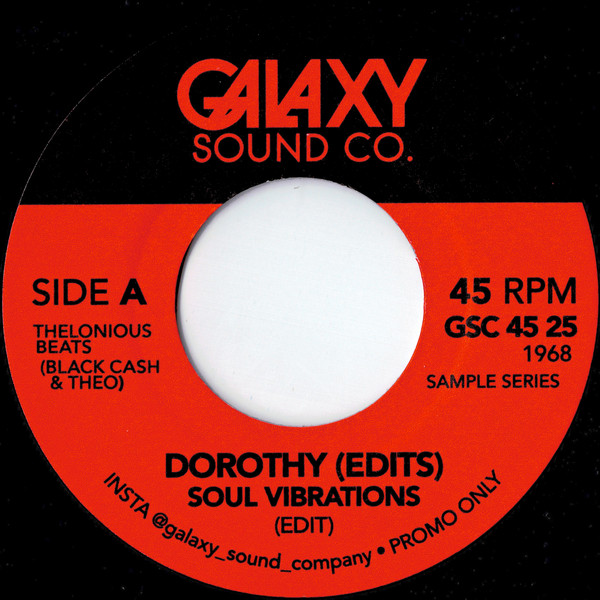 GALAXY
SOUND CO.
SIDE A
45 RPM
THELONIOUS
BEATS
(BLACK CASH
& THEO)
GSC 45 25
1968
SAMPLE SERIES
DOROTHY (EDITS)
SOUL VIBRATIONS
(EDIT)
INSTA @galaxy_sound_company • PROMO ONLY